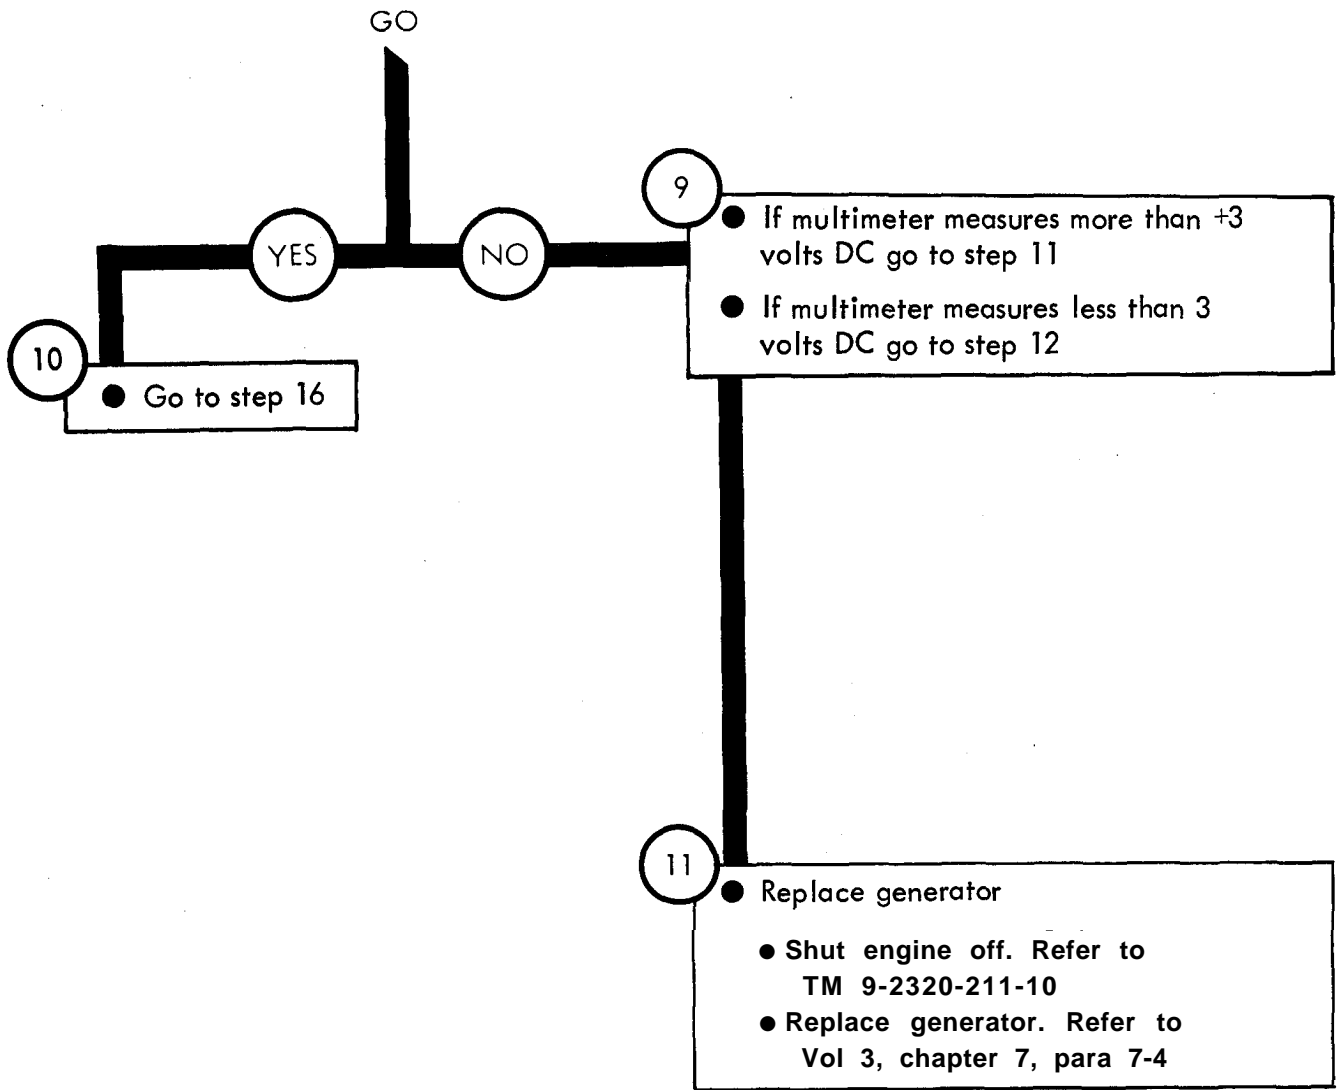 GO
YES
NO
9
● If multimeter measures more than +3
volts DC go to step 11
● If multimeter measures less than 3
volts DC go to step 12
10
● Go to step 16
11
● Replace generator
● Shut engine off. Refer to
TM 9-2320-211-10
● Replace generator. Refer to
Vol 3, chapter 7, para 7-4